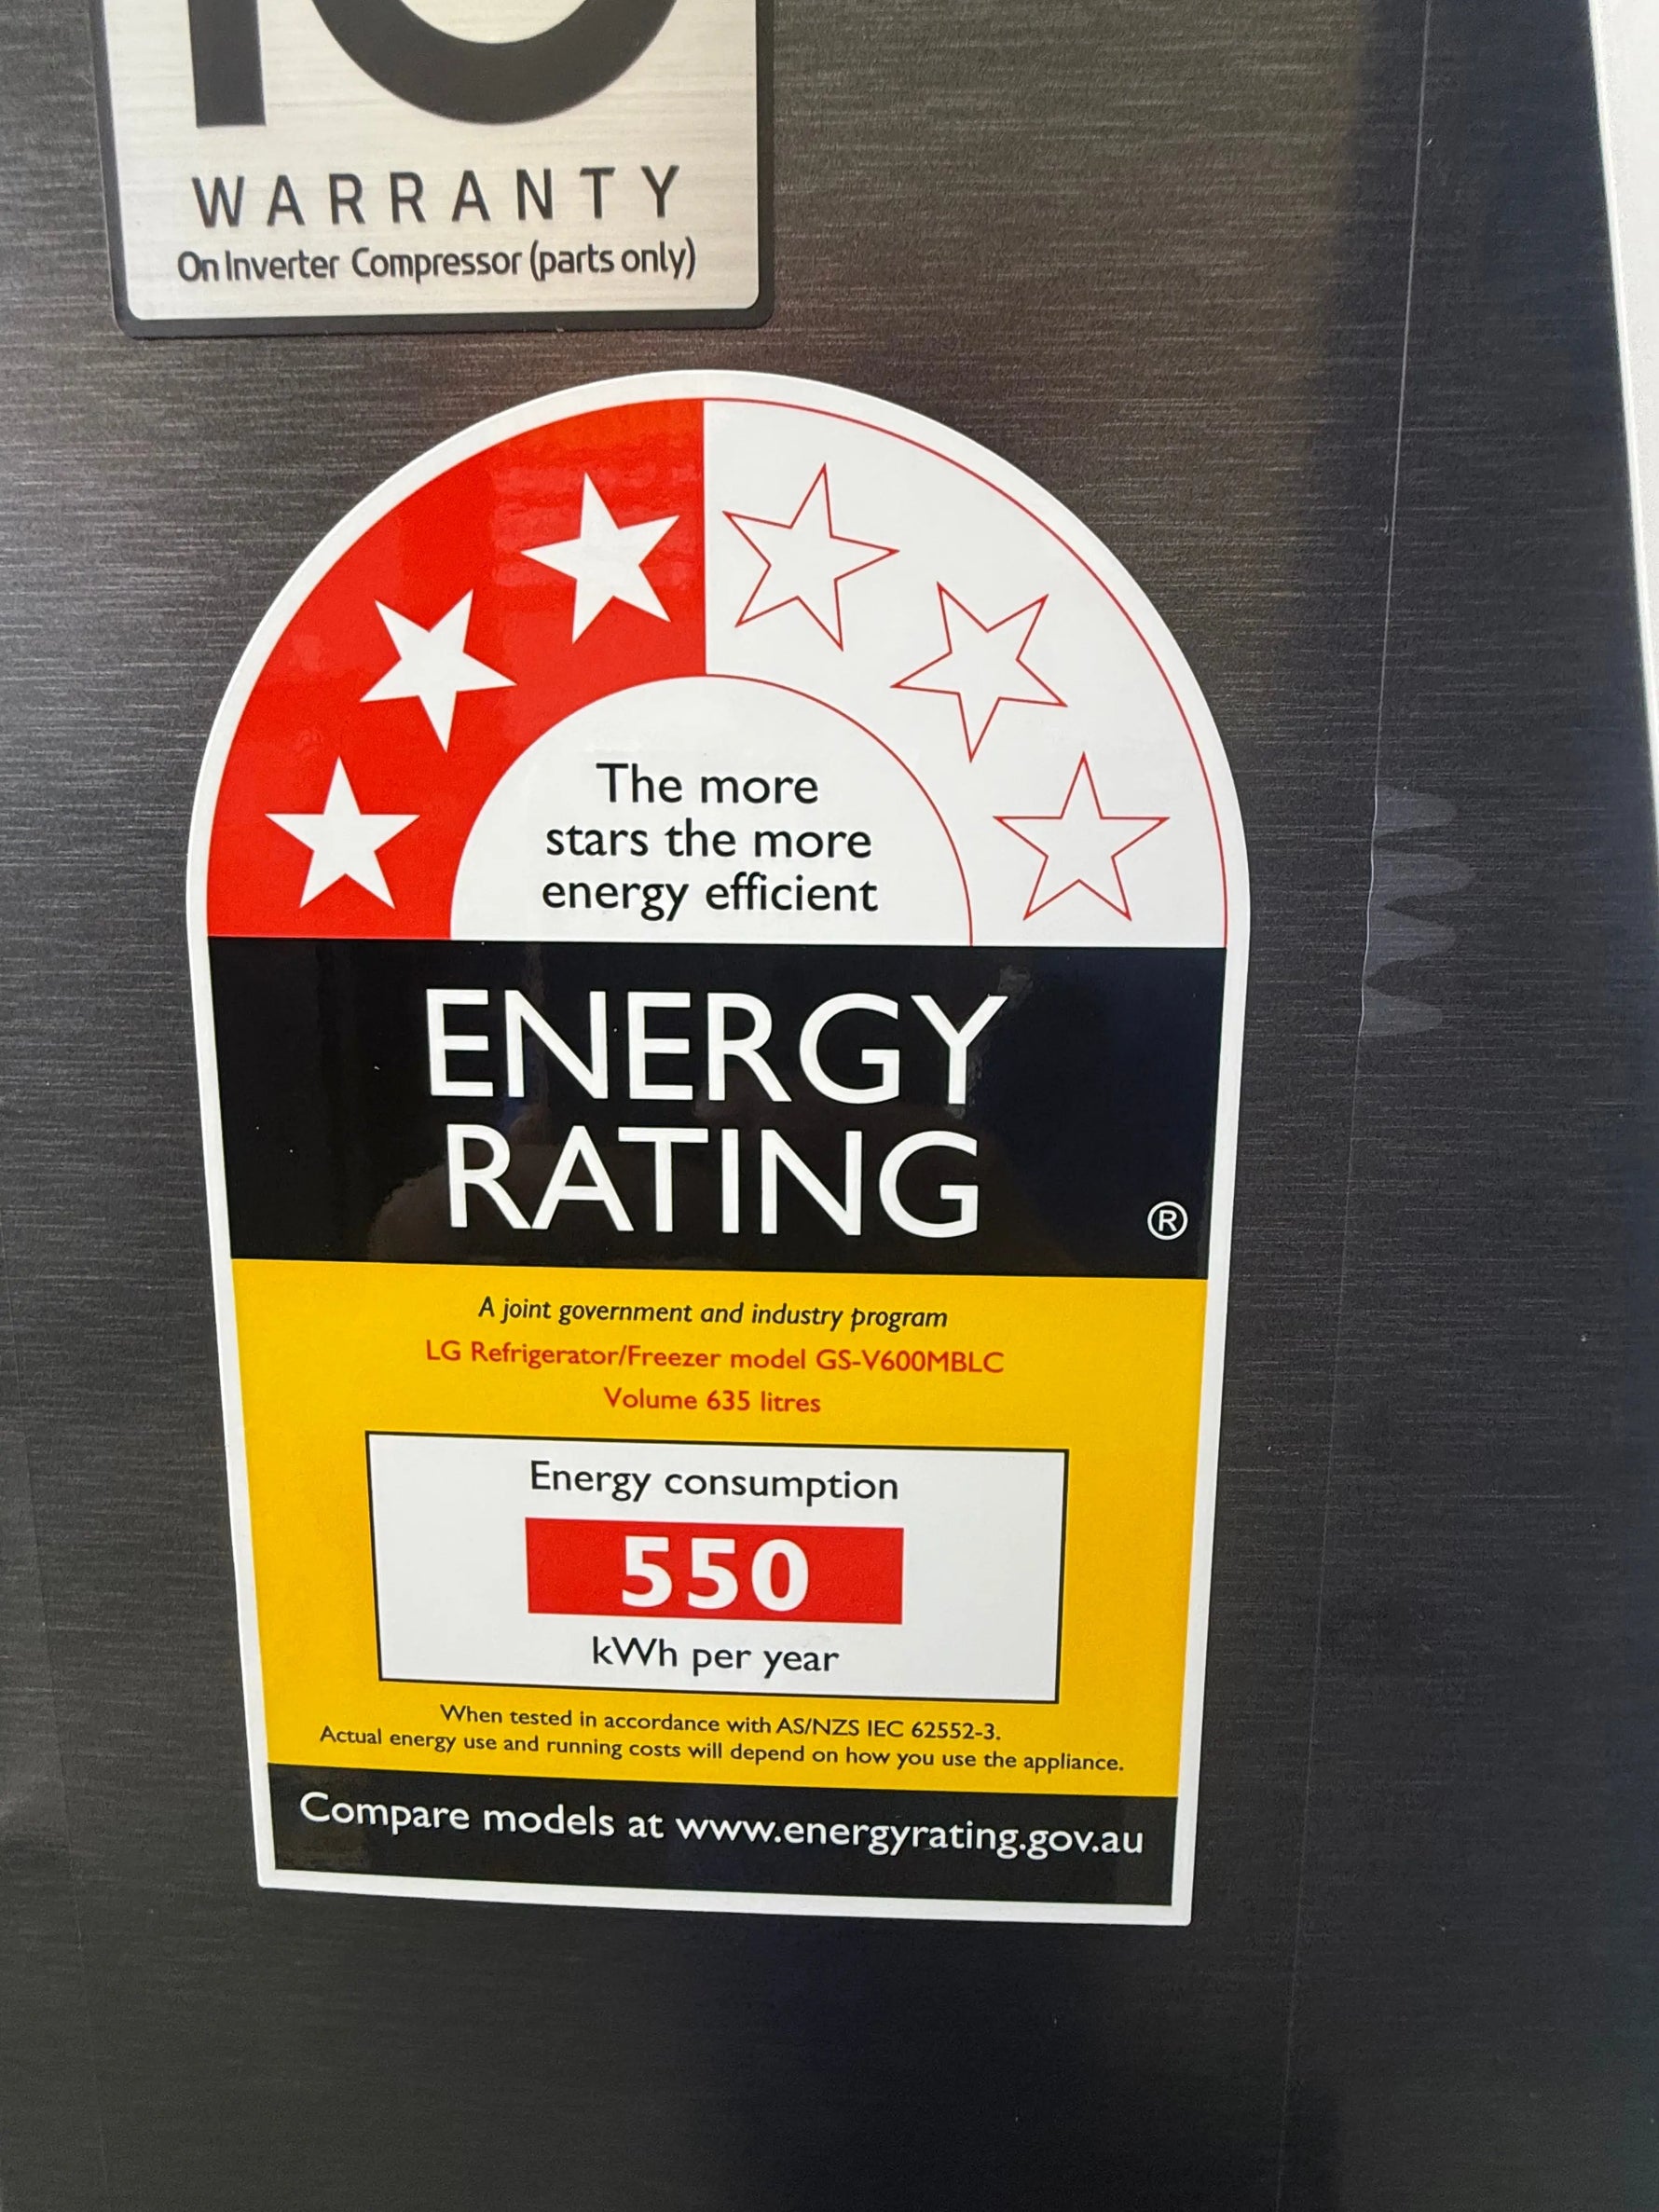 WARRANTY
On Inverter Compressor (parts only)
The more
stars the more
energy efficient
ENERGY
RATING
®
A joint government and industry program
LG Refrigerator/Freezer model GS-V600MBLC
Volume 635 litres
Energy consumption
550
kWh per year
When tested in accordance with AS/NZS IEC 62552-3.
Actual energy use and running costs will depend on how you use the appliance.
Compare models at www.energyrating.gov.au